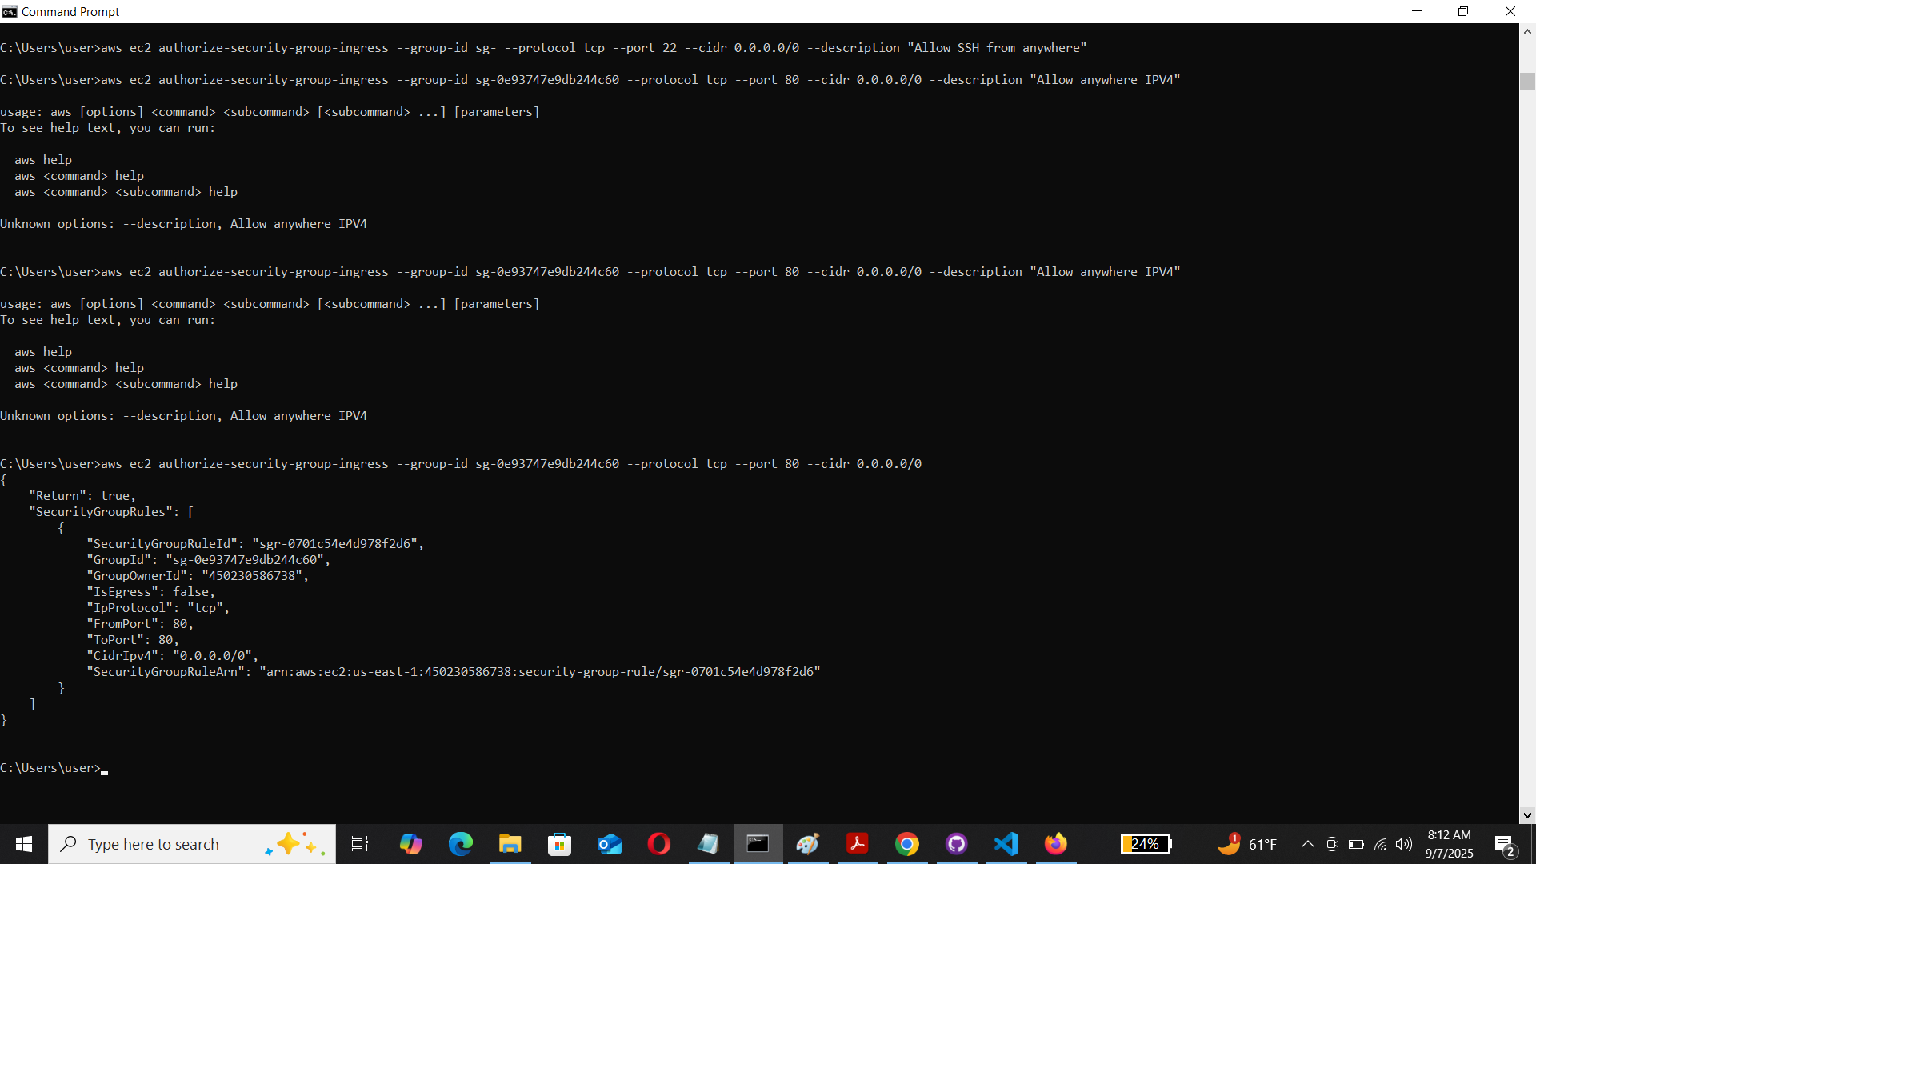 Command Prompt
C:\Users\user>aws ec2 authorize-security-group-ingress --group-id sg- --protocol tcp --port 22 --cidr 0.0.0.0/0 --description "Allow SSH from anywhere"
C:\Users\user>aws ec2 authorize-security-group-ingress --group-id sg-0e93747e9db244c60 --protocol tcp --port 80 --cidr 0.0.0.0/0 --description "Allow anywhere IPV4"
usage: aws [options] <command> <subcommand> [<subcommand> ...] [parameters]
To see help text, you can run:
aws help
aws <command> help
aws <command> <subcommand> help
Unknown options: --description, Allow anywhere IPV4
C:\Users\user>aws ec2 authorize-security-group-ingress --group-id sg-0e93747e9db244c60 --protocol tcp --port 80 --cidr 0.0.0.0/0 --description "Allow anywhere IPV4"
usage: aws [options] <command> <subcommand> [<subcommand> ...] [parameters]
To see help text, you can run:
aws help
aws <command> help
aws <command> <subcommand> help
Unknown options: --description, Allow anywhere IPV4
C:\Users\user>aws ec2 authorize-security-group-ingress --group-id sg-0e93747e9db244c60 --protocol tcp --port 80 --cidr 0.0.0.0/0
{
    "Return": true,
    "SecurityGroupRules": [
        {
            "SecurityGroupRuleId": "sgr-0701c54e4d978f2d6",
            "GroupId": "sg-0e93747e9db244c60",
            "GroupOwnerId": "450230586738",
            "IsEgress": false,
            "IpProtocol": "tcp",
            "FromPort": 80,
            "ToPort": 80,
            "CidrIpv4": "0.0.0.0/0",
            "SecurityGroupRuleArn": "arn:aws:ec2:us-east-1:450230586738:security-group-rule/sgr-0701c54e4d978f2d6"
        }
    ]
}
C:\Users\user>
Type here to search
24%
61°F
8:12 AM
9/7/2025
2